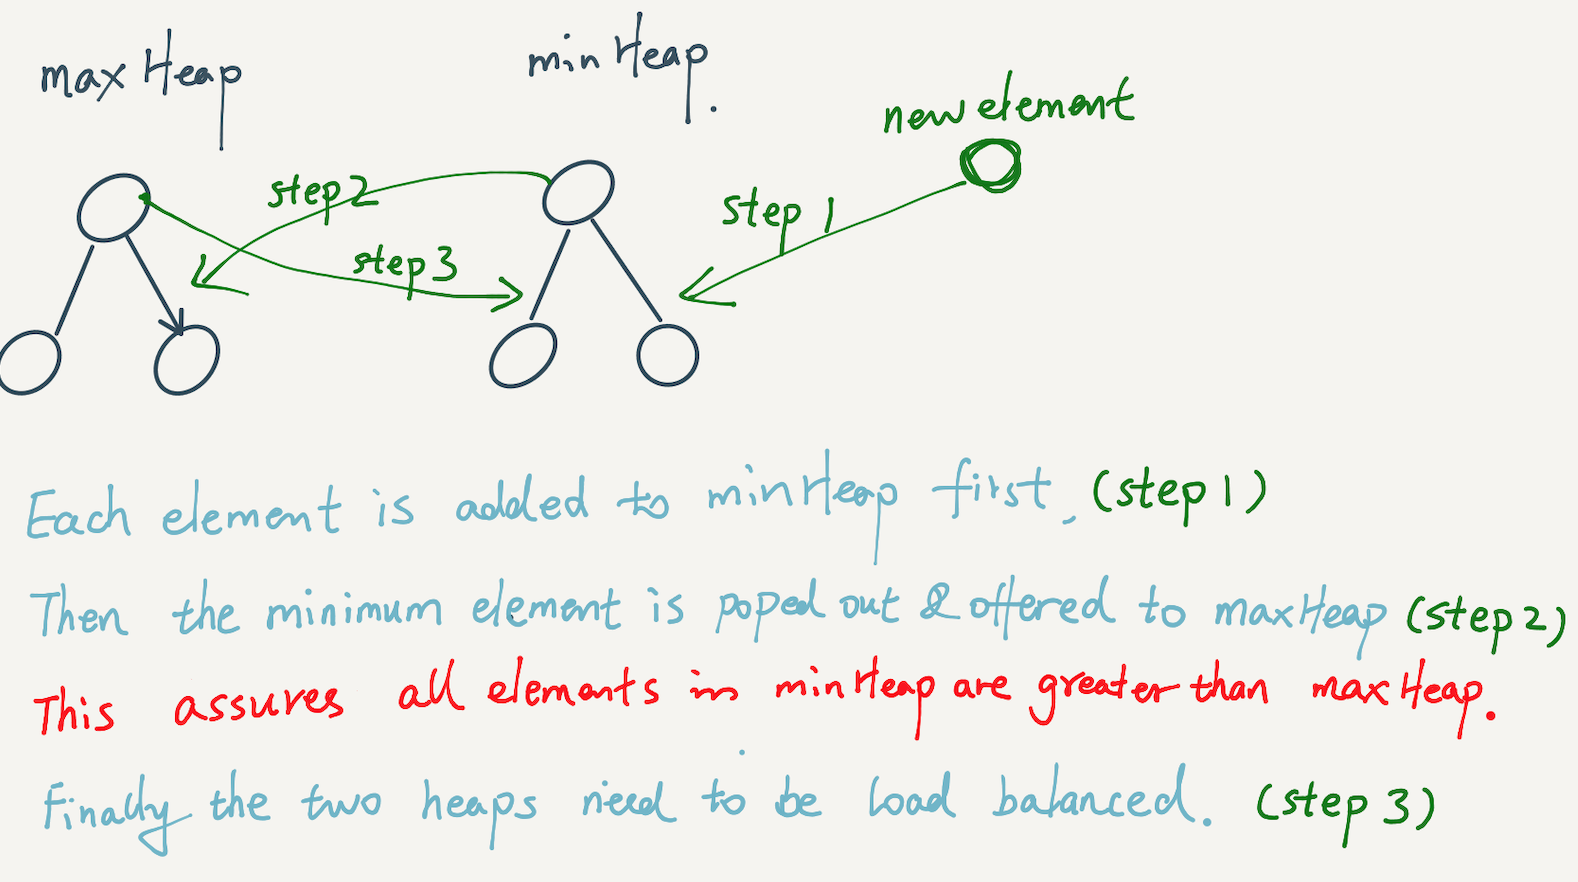 max Heap
min Heap.
new element
step 2
step 1
step 3
Each element is added to minHeap first, (step 1)
Then the minimum element is poped out & offered to maxHeap (step 2)
This assures all elements in minHeap are greater than maxHeap.
Finally the two heaps need to be load balanced. (step 3)